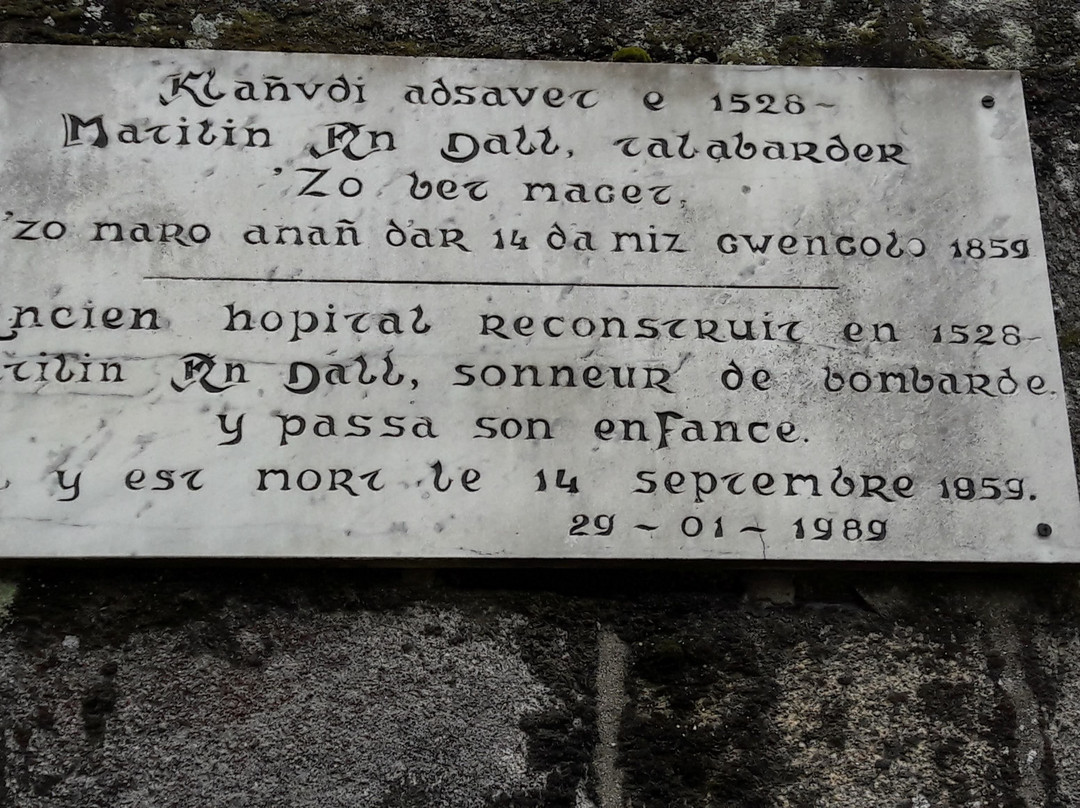 Klañvdi adsavet e 1528 ~
Matilin An Dall, talabarder
'Zo bet maget,
'zo maro aman d'ar 14 da miz gwengolo 1859
ncien hopital reconstruit en 1528 ~
tilin An Dall, sonneur de bombarde,
y passa son enfance.
y est mort le 14 septembre 1859.
29 ~ 01 ~ 1989